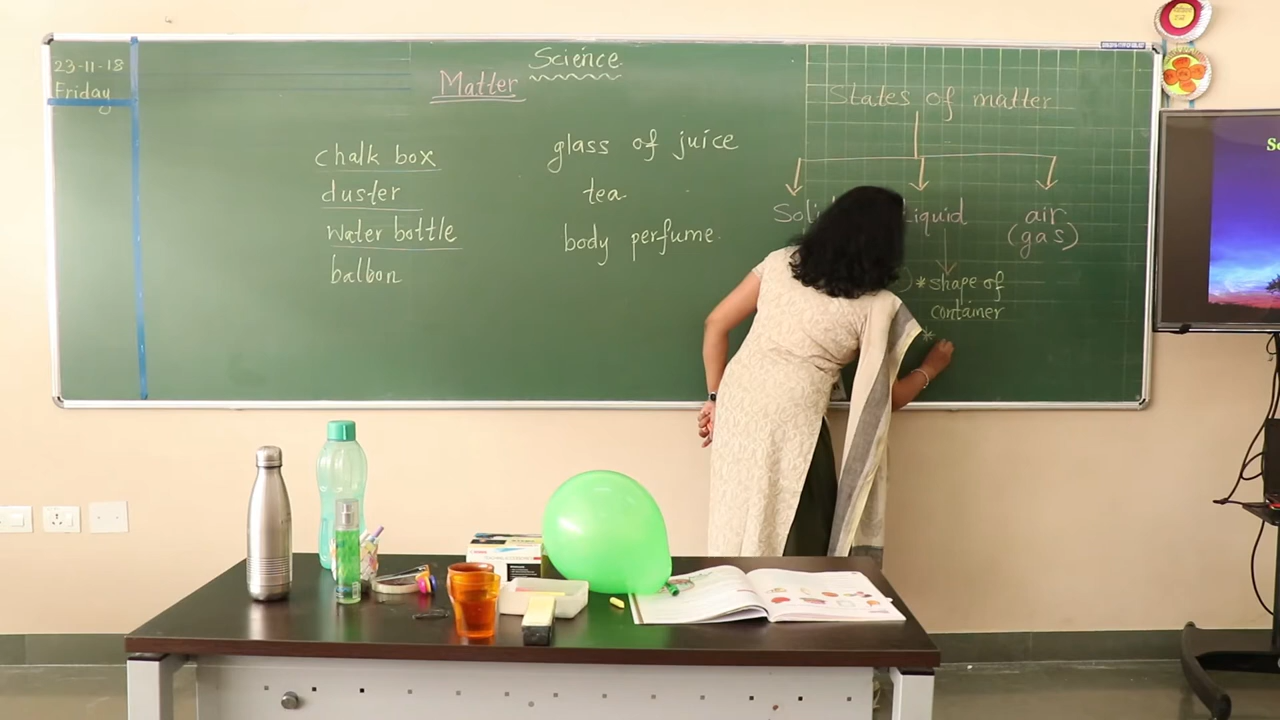 23-11-18
Friday
Science
Matter
chalk box
duster
water bottle
balloon
glass of juice
tea
body perfume.
States of matter
Liquid
air
(gas)
* shape of
container
*